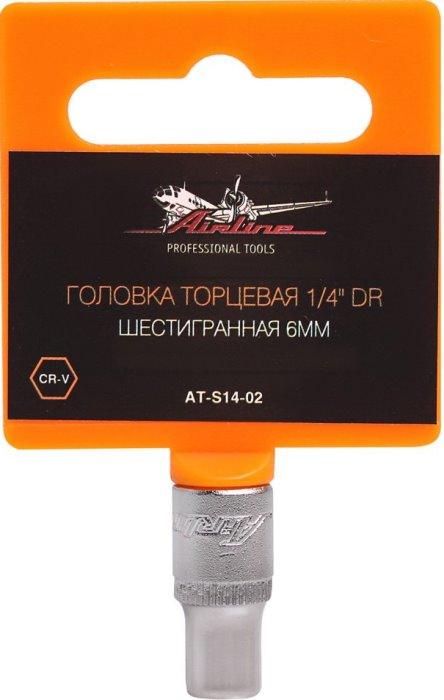 Airline
PROFESSIONAL TOOLS
ГОЛОВКА ТОРЦЕВАЯ 1/4" DR
ШЕСТИГРАННАЯ 6ММ
CR-V
AT-S14-02